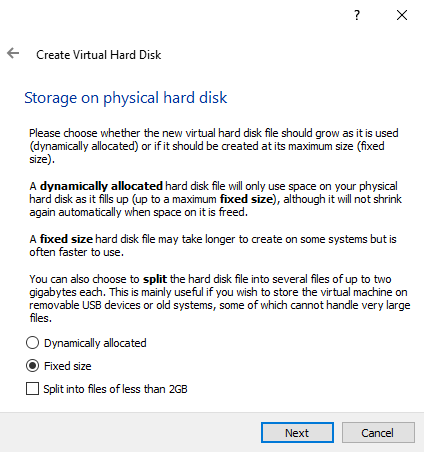 ?
Create Virtual Hard Disk
Storage on physical hard disk
Please choose whether the new virtual hard disk file should grow as it is used
(dynamically allocated) or if it should be created at its maximum size (fixed
size).
A dynamically allocated hard disk file will only use space on your physical
hard disk as it fills up (up to a maximum fixed size), although it will not shrink
again automatically when space on it is freed.
A fixed size hard disk file may take longer to create on some systems but is
often faster to use.
You can also choose to split the hard disk file into several files of up to two
gigabytes each. This is mainly useful if you wish to store the virtual machine on
removable USB devices or old systems, some of which cannot handle very large
files.
Dynamically allocated
Fixed size
Split into files of less than 2GB
Next Cancel